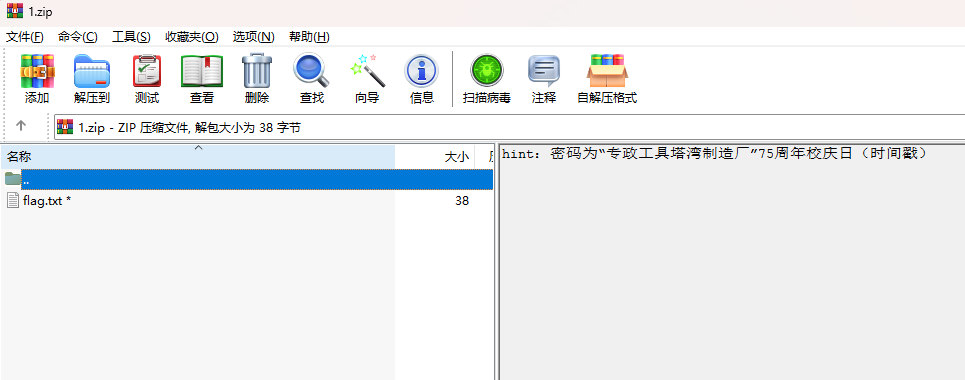 1.zip
文件(F) 命令(C) 工具(S) 收藏夹(O) 选项(N) 帮助(H)
添加 解压到 测试 查看 删除 查找 向导 信息 扫描病毒 注释 自解压格式
1.zip - ZIP 压缩文件, 解包大小为 38 字节
名称 大小
hint：密码为“专政工具塔湾制造厂”75周年校庆日（时间戳）
..
flag.txt * 38